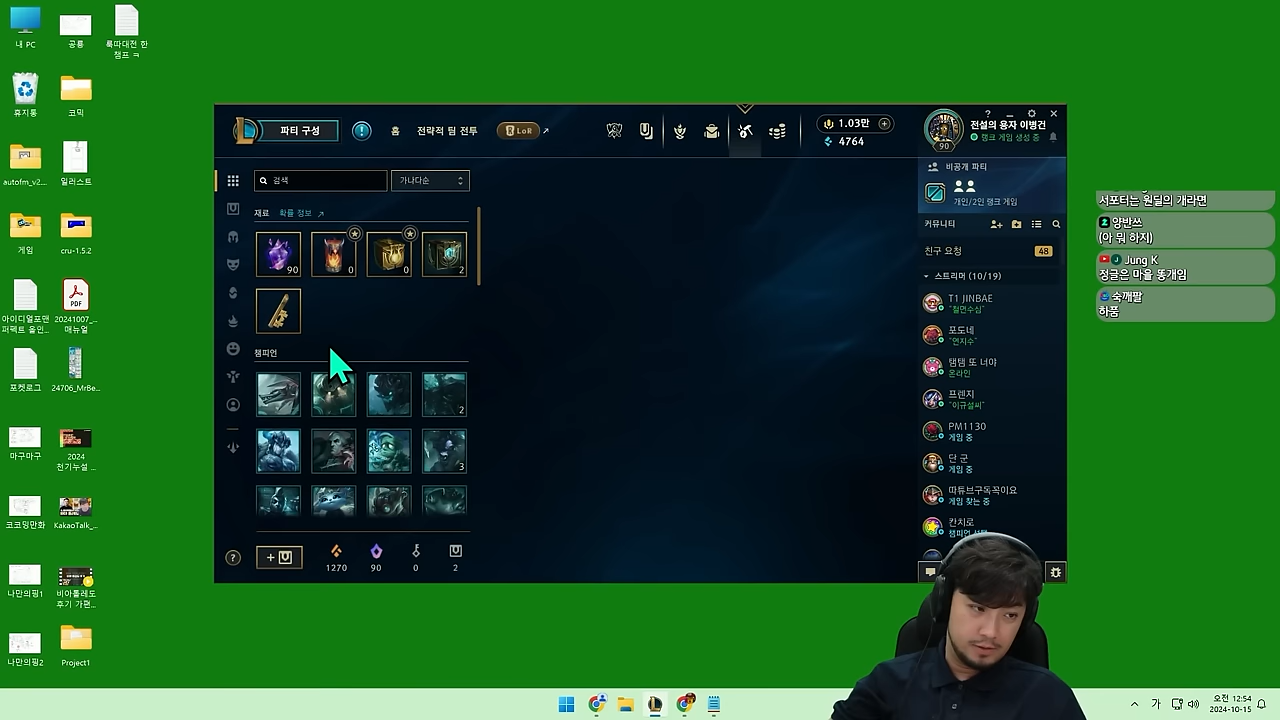 내 PC
공룡
룩따대전 한
챔프 ㅋ
휴지통
코믹
autofm_v2...
일러스트
게임
cru-1.5.2
아이디얼포맨
퍼펙트 올인...
20241007_...
매뉴얼
포켓로그
24706_MrBe...
마구마구
2024
전기누설 ...
코코밍만화
KakaoTalk_...
나만의핑1
비아톨레도
후기 가편...
나만의핑2
Project1
파티 구성
홈
전략적 팀 전투
LoR
1.03만
4764
90
전설의 용자 이병건
랭크 게임 생성 중
검색
가나다순
재료
확률 정보
90
0
0
2
챔피언
2
3
1270
90
0
2
비공개 파티
개인/2인 랭크 게임
커뮤니티
친구 요청
48
스트리머 (10/19)
T1 JINBAE
"절면수심"
포도네
"연지수"
탬탬 또 너야
온라인
프렌지
"이규설씨"
PM1130
게임 중
단 군
게임 중
따튜브구독꼭이요
게임 찾는 중
칸치로
서포터는 원딜의 개라면
양반쓰
(아 뭐 하지)
Jung K
정글은 마을 똥개임
숙깨팔
하움
가
오전 12:54
2024-10-15